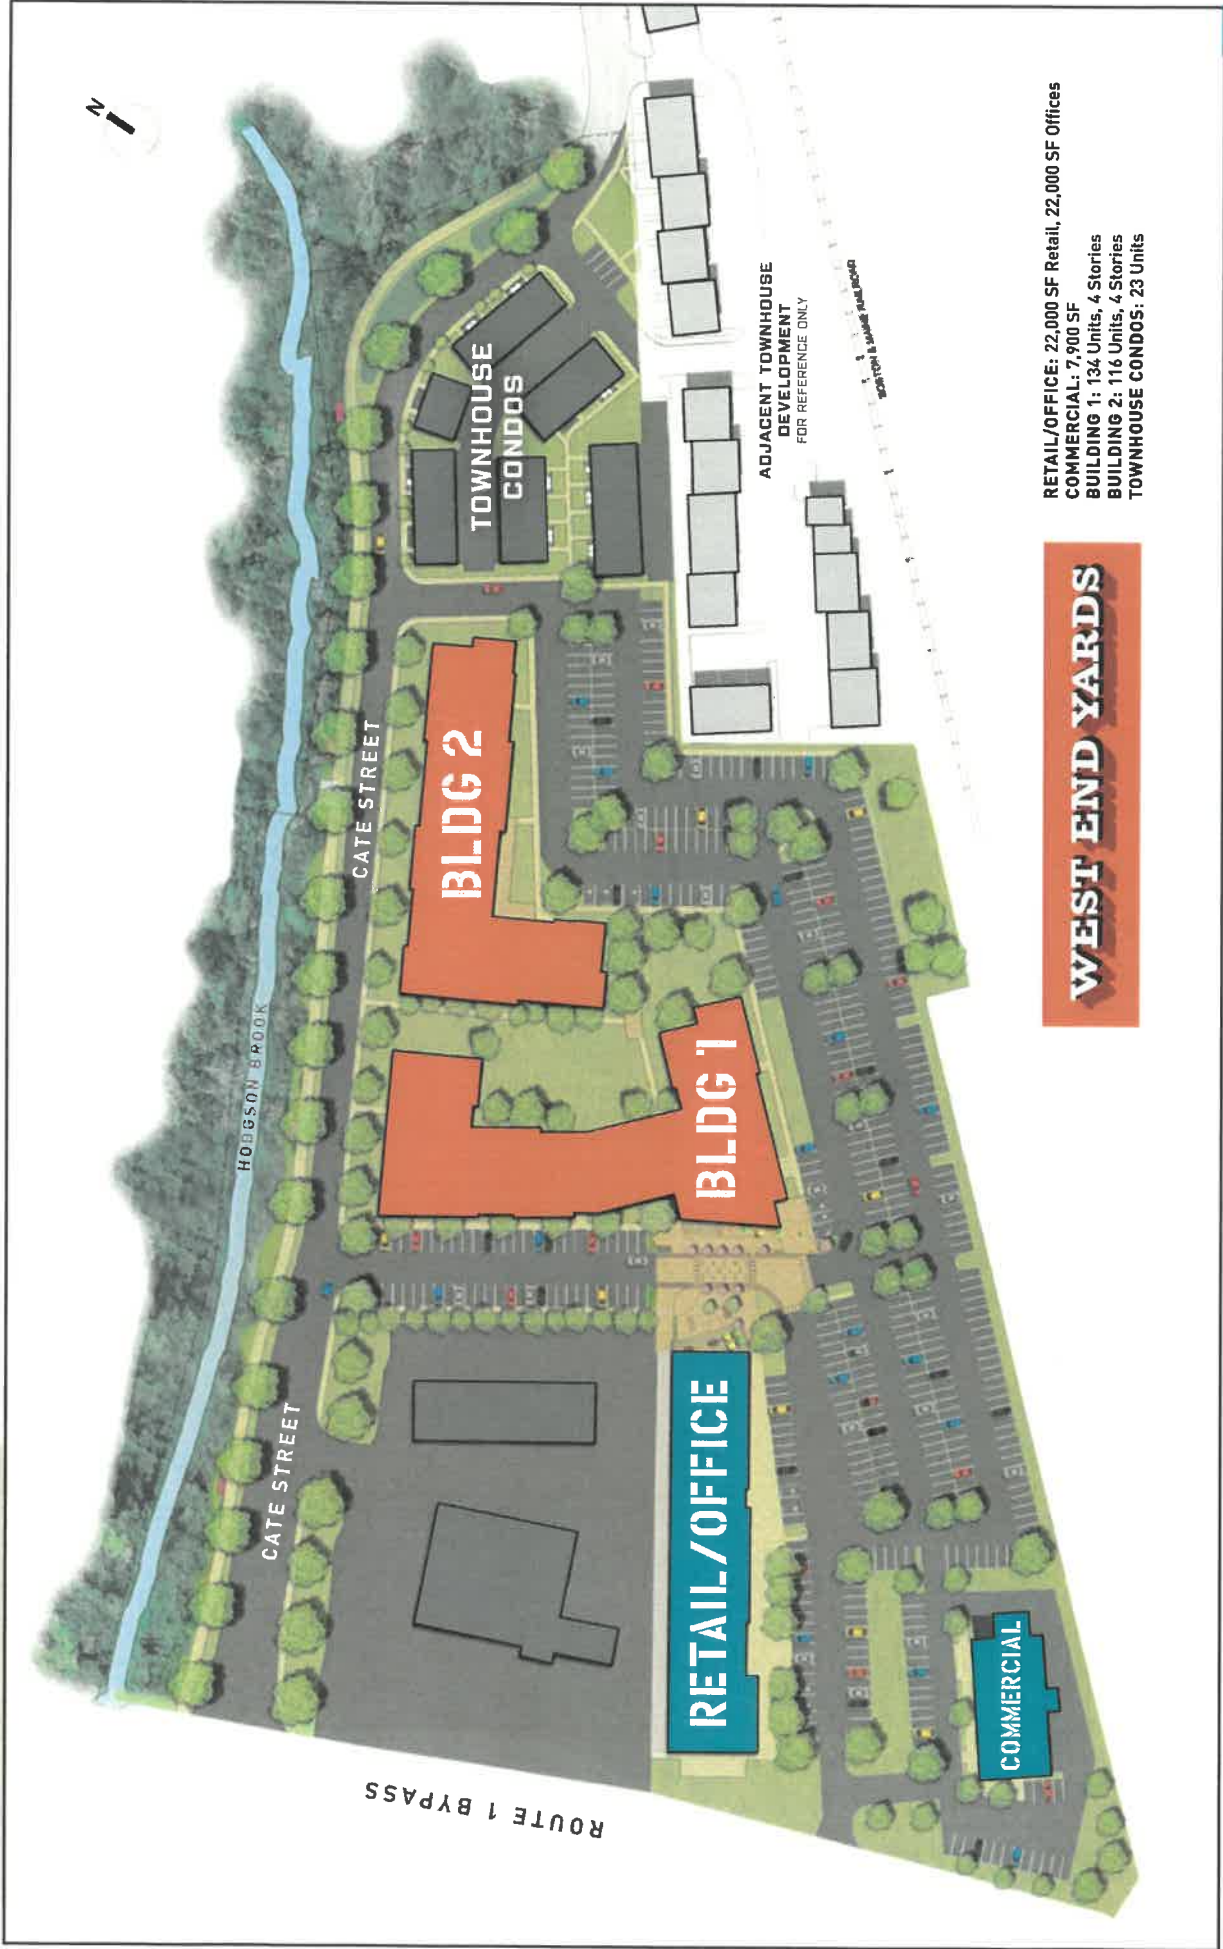 N
HODGSON BROOK
CATE STREET
CATE STREET
TOWNHOUSE
CONDOS
BLDG 2
BLDG 1
RETAIL/OFFICE
COMMERCIAL
ROUTE 1 BYPASS
ADJACENT TOWNHOUSE
DEVELOPMENT
FOR REFERENCE ONLY
BOSTON & MAINE RAILROAD
WEST END YARDS
RETAIL/OFFICE: 22,000 SF Retail, 22,000 SF Offices
COMMERCIAL: 7,900 SF
BUILDING 1: 134 Units, 4 Stories
BUILDING 2: 116 Units, 4 Stories
TOWNHOUSE CONDOS: 23 Units